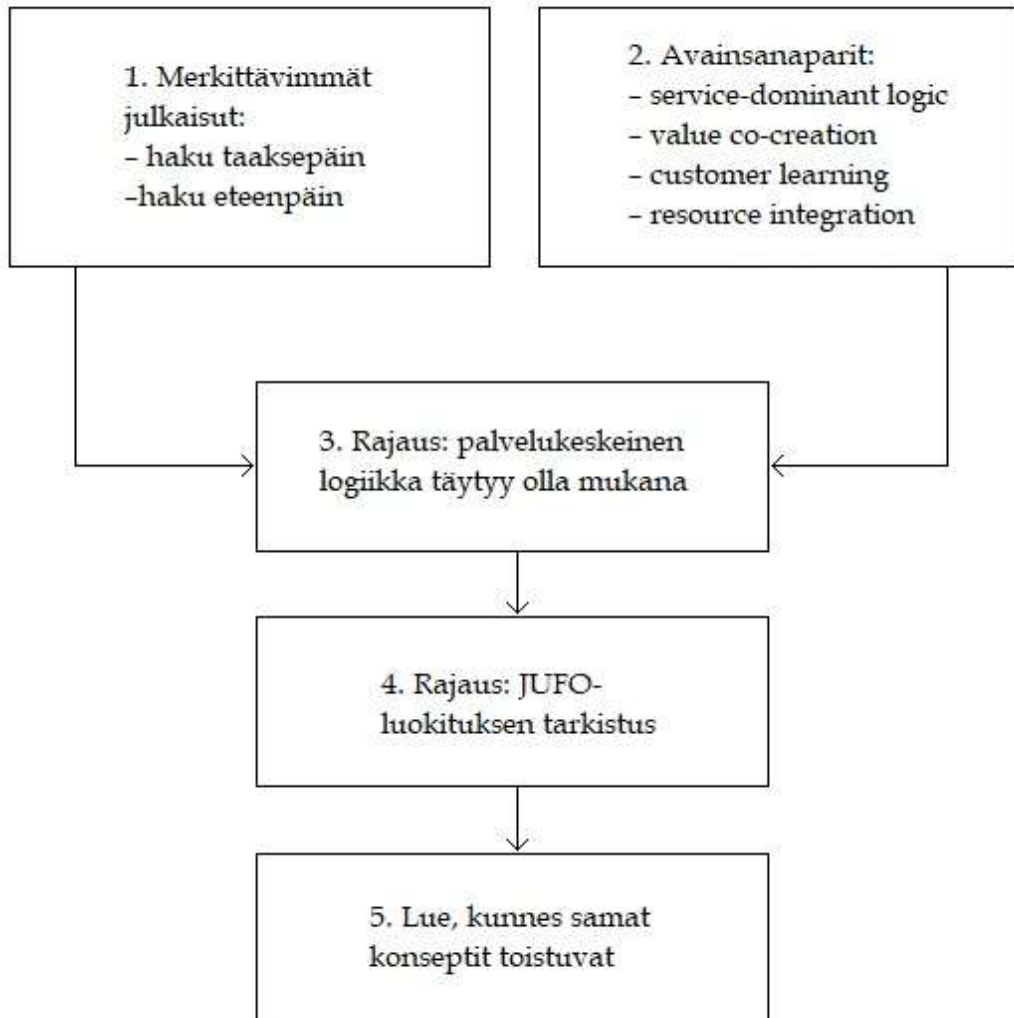 1. Merkittävimmät
julkaisut:
– haku taaksepäin
–haku eteenpäin
2. Avainsanaparit:
– service-dominant logic
– value co-creation
– customer learning
– resource integration
3. Rajaus: palvelukeskeinen
logiikka täytyy olla mukana
4. Rajaus: JUFO-
luokituksen tarkistus
5. Lue, kunnes samat
konseptit toistuvat